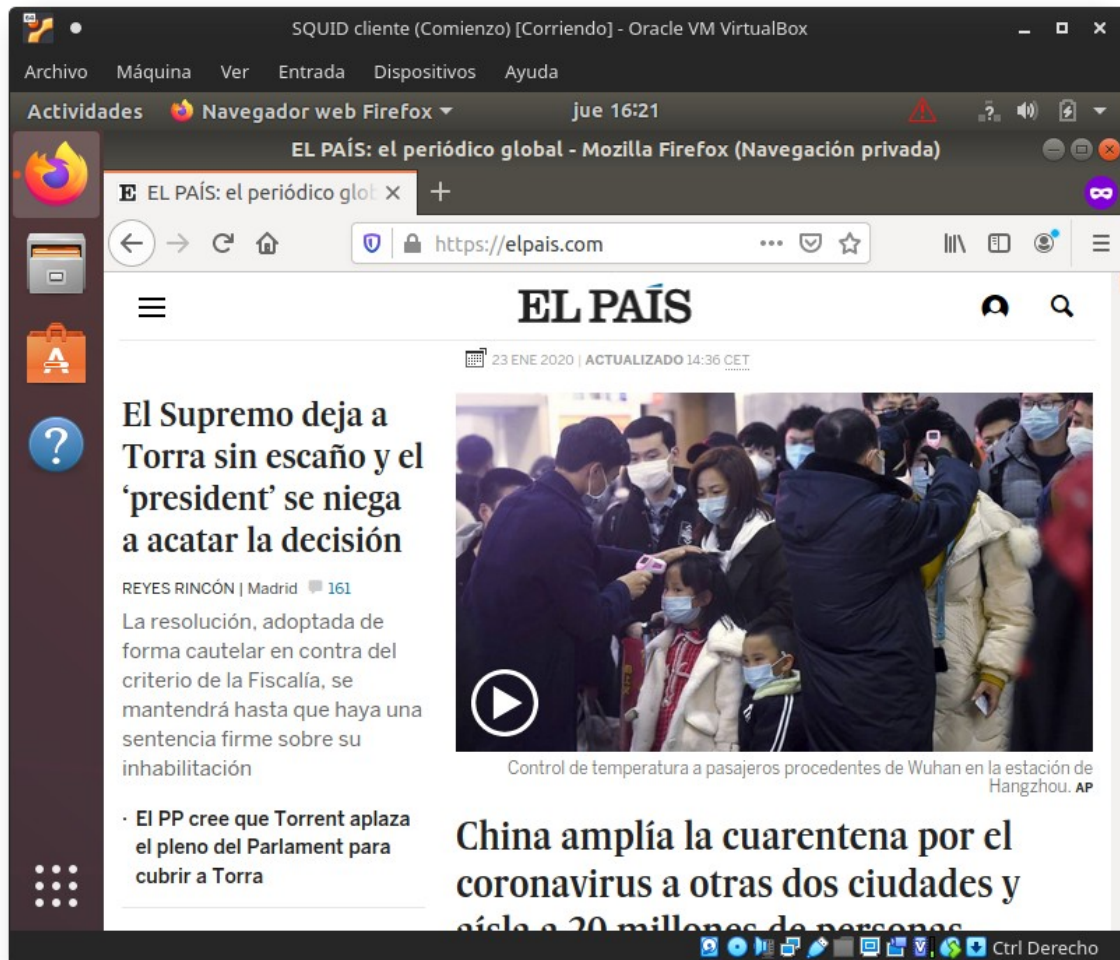 SQUID cliente (Comienzo) [Corriendo] - Oracle VM VirtualBox
Archivo Máquina Ver Entrada Dispositivos Ayuda
Actividades Navegador web Firefox jue 16:21
EL PAÍS: el periódico global - Mozilla Firefox (Navegación privada)
E EL PAÍS: el periódico glob
https://elpais.com
EL PAÍS
23 ENE 2020 | ACTUALIZADO 14:36 CET
El Supremo deja a
Torra sin escaño y el
‘president’ se niega
a acatar la decisión
REYES RINCÓN | Madrid 161
La resolución, adoptada de
forma cautelar en contra del
criterio de la Fiscalía, se
mantendrá hasta que haya una
sentencia firme sobre su
inhabilitación
· El PP cree que Torrent aplaza
el pleno del Parlament para
cubrir a Torra
Control de temperatura a pasajeros procedentes de Wuhan en la estación de
Hangzhou. AP
China amplía la cuarentena por el
coronavirus a otras dos ciudades y
aísla a 20 millones de personas
Ctrl Derecho